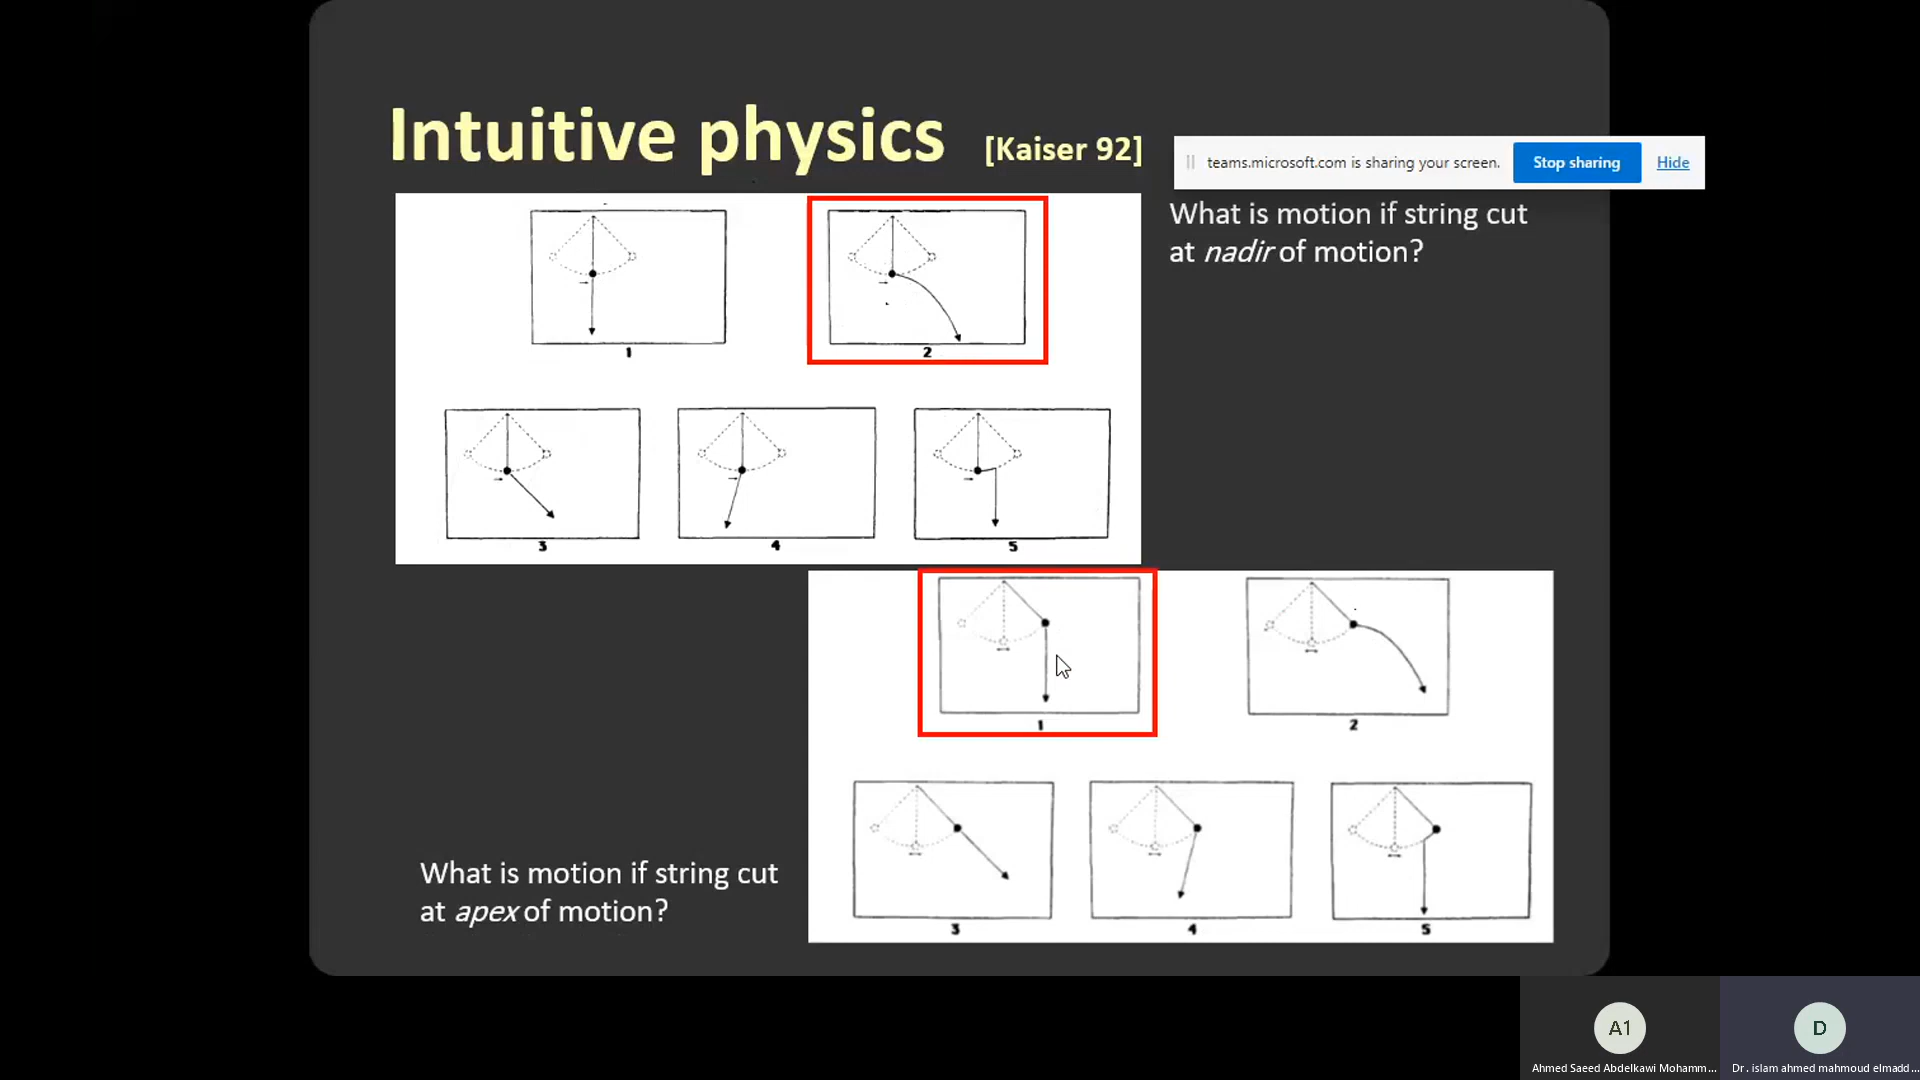 Intuitive physics [Kaiser 92]
teams.microsoft.com is sharing your screen. Stop sharing Hide
What is motion if string cut
at nadir of motion?
1
2
3
4
5
1
2
3
4
5
What is motion if string cut
at apex of motion?
A1
D
Ahmed Saeed Abdelkawi Mohamm...
Dr. islam ahmed mahmoud elmadd...